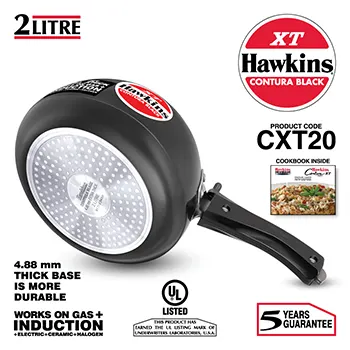 2 LITRE
XT
Hawkins
CONTURA BLACK
PRODUCT CODE
CXT20
COOKBOOK INSIDE
Hawkins
4.88 mm
THICK BASE
IS MORE
DURABLE
WORKS ON GAS +
INDUCTION
+ELECTRIC+CERAMIC+HALOGEN
UL
LISTED
THIS PRODUCT HAS
EARNED THE UL LISTING MARK OF
UNDERWRITERS LABORATORIES, U.S.A.
5 YEARS
GUARANTEE